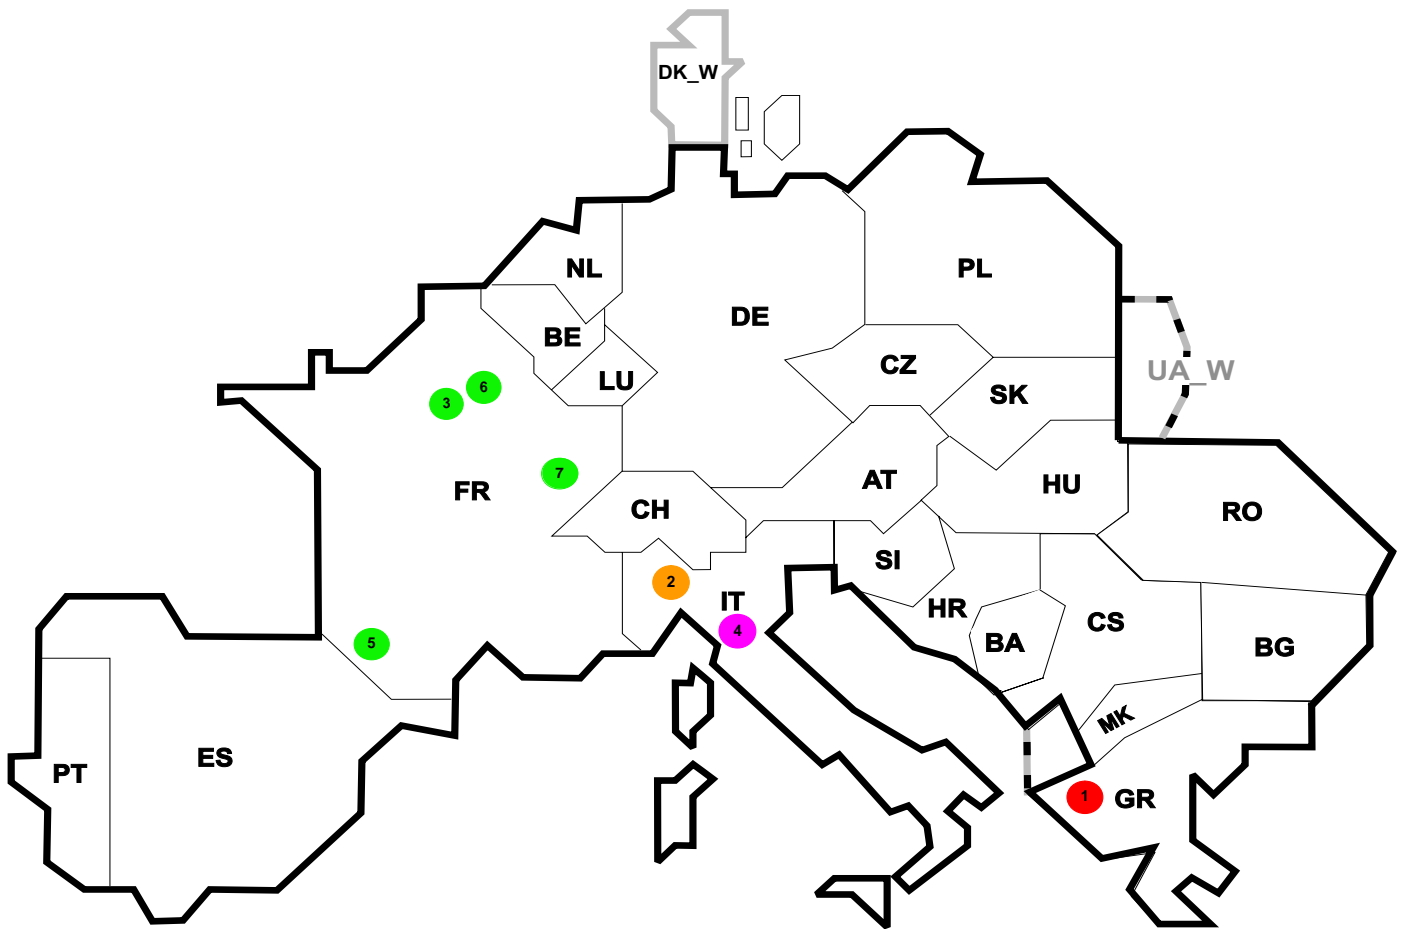 DK_W
NL
PL
DE
BE
CZ
UA_W
LU
SK
6
3
7
FR
AT
HU
CH
RO
SI
2
IT
HR
CS
4
5
BA
BG
MK
ES
PT
1
GR